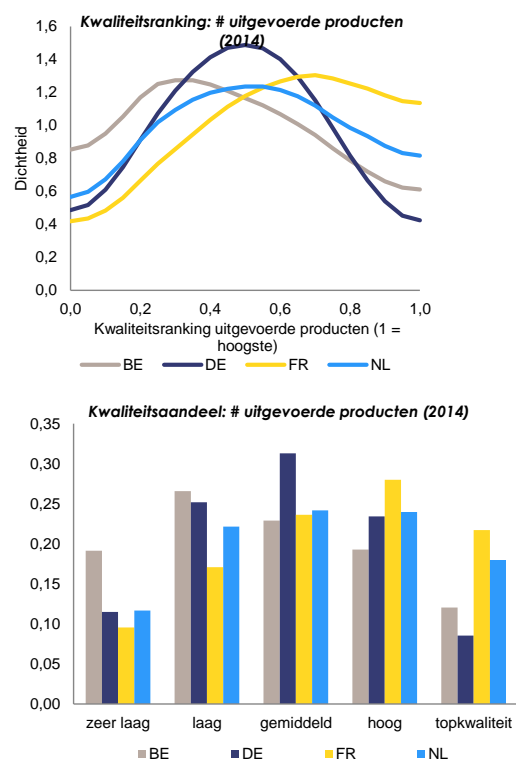 Kwaliteitsranking: # uitgevoerde producten
(2014)
1,6
1,4
1,2
1,0
0,8
0,6
0,4
0,2
0,0
Dichtheid
0,0 0,2 0,4 0,6 0,8 1,0
Kwaliteitsranking uitgevoerde producten (1 =
hoogste)
BE DE FR NL
Kwaliteitsaandeel: # uitgevoerde producten (2014)
0,35
0,30
0,25
0,20
0,15
0,10
0,05
0,00
zeer laag laag gemiddeld hoog topkwaliteit
BE DE FR NL